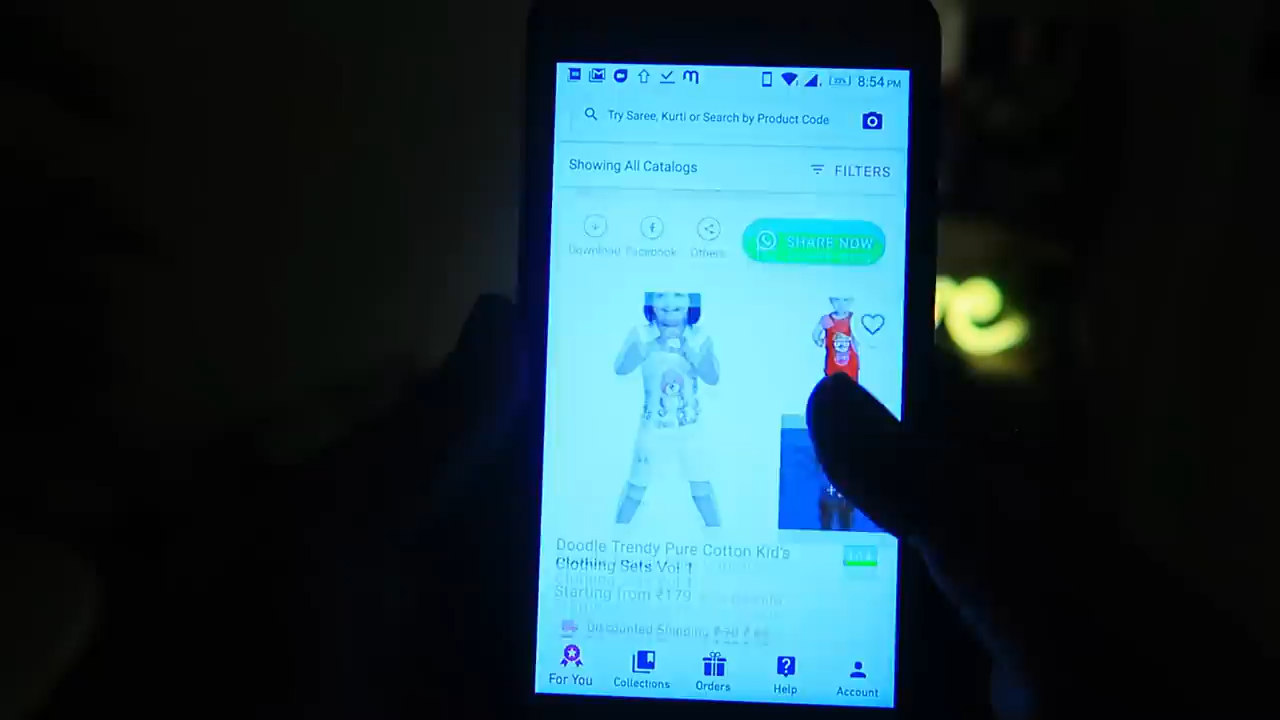 8:54 PM
Try Saree, Kurti or Search by Product Code
Showing All Catalogs
FILTERS
Download Facebook Others
SHARE NOW
Doodle Trendy Pure Cotton Kid's
Clothing Sets Vol 1
Starting from ₹179
Discounted Shipping
For You Collections Orders Help Account